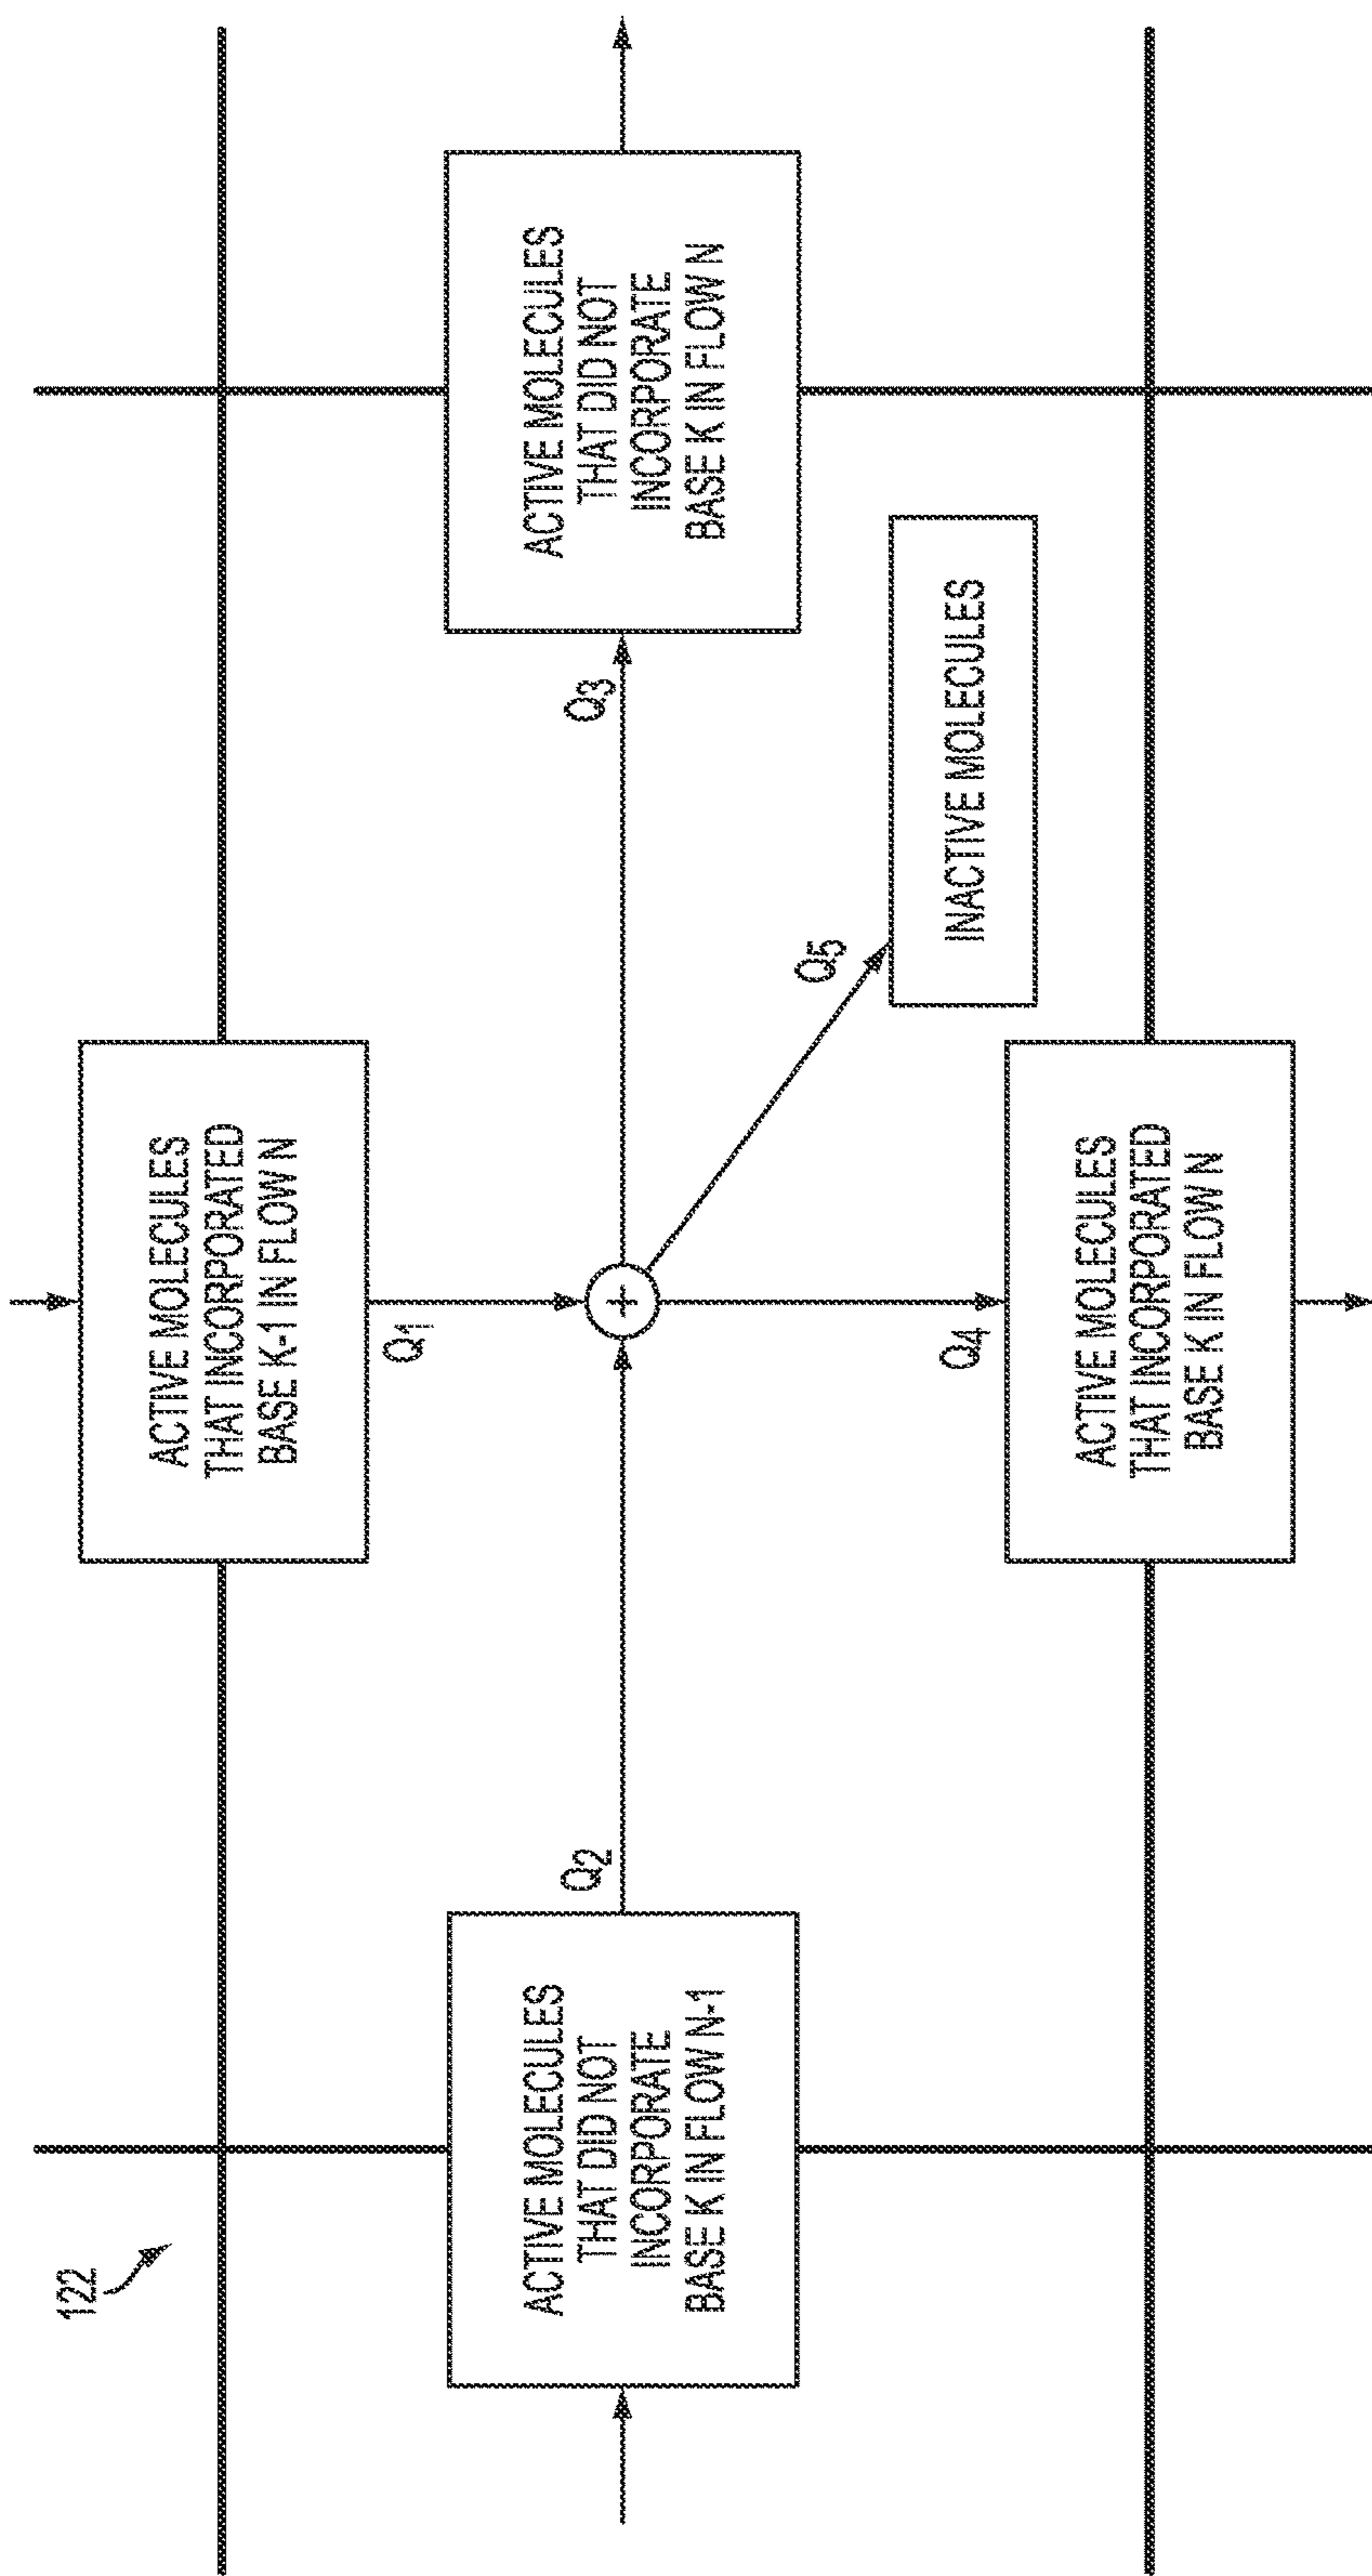 122
ACTIVE MOLECULES
THAT INCORPORATED
BASE K-1 IN FLOW N
Q1
ACTIVE MOLECULES
THAT DID NOT
INCORPORATE
BASE K IN FLOW N-1
Q2
+
Q3
ACTIVE MOLECULES
THAT DID NOT
INCORPORATE
BASE K IN FLOW N
Q5
INACTIVE MOLECULES
Q4
ACTIVE MOLECULES
THAT INCORPORATED
BASE K IN FLOW N